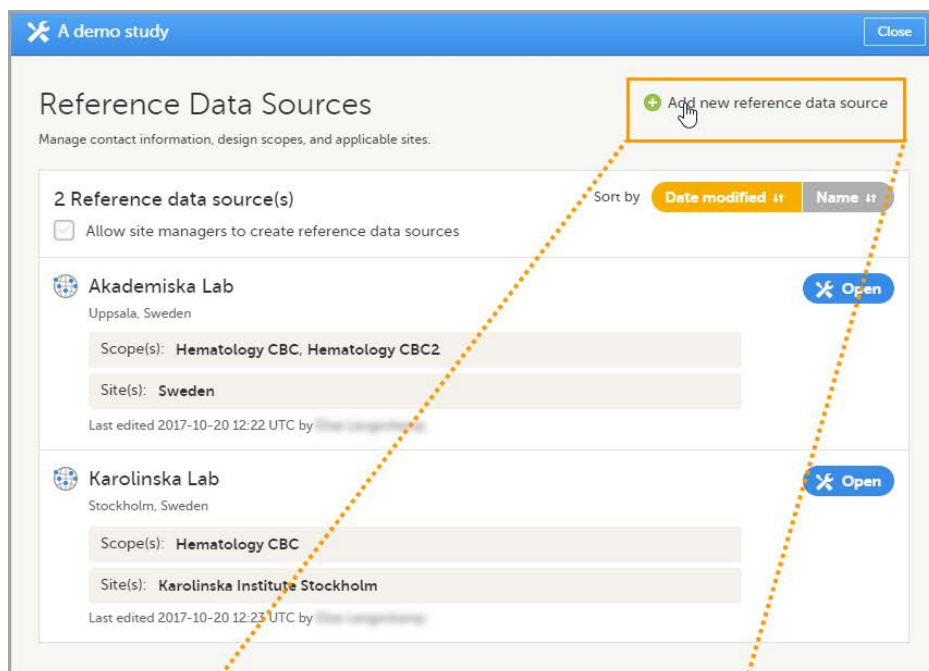 A demo study
Close
Reference Data Sources
Add new reference data source
Manage contact information, design scopes, and applicable sites.
2 Reference data source(s)
Sort by Date modified Name
Allow site managers to create reference data sources
Akademiska Lab
Open
Uppsala, Sweden
Scope(s): Hematology CBC, Hematology CBC2
Site(s): Sweden
Last edited 2017-10-20 12:22 UTC by
Karolinska Lab
Open
Stockholm, Sweden
Scope(s): Hematology CBC
Site(s): Karolinska Institute Stockholm
Last edited 2017-10-20 12:23 UTC by